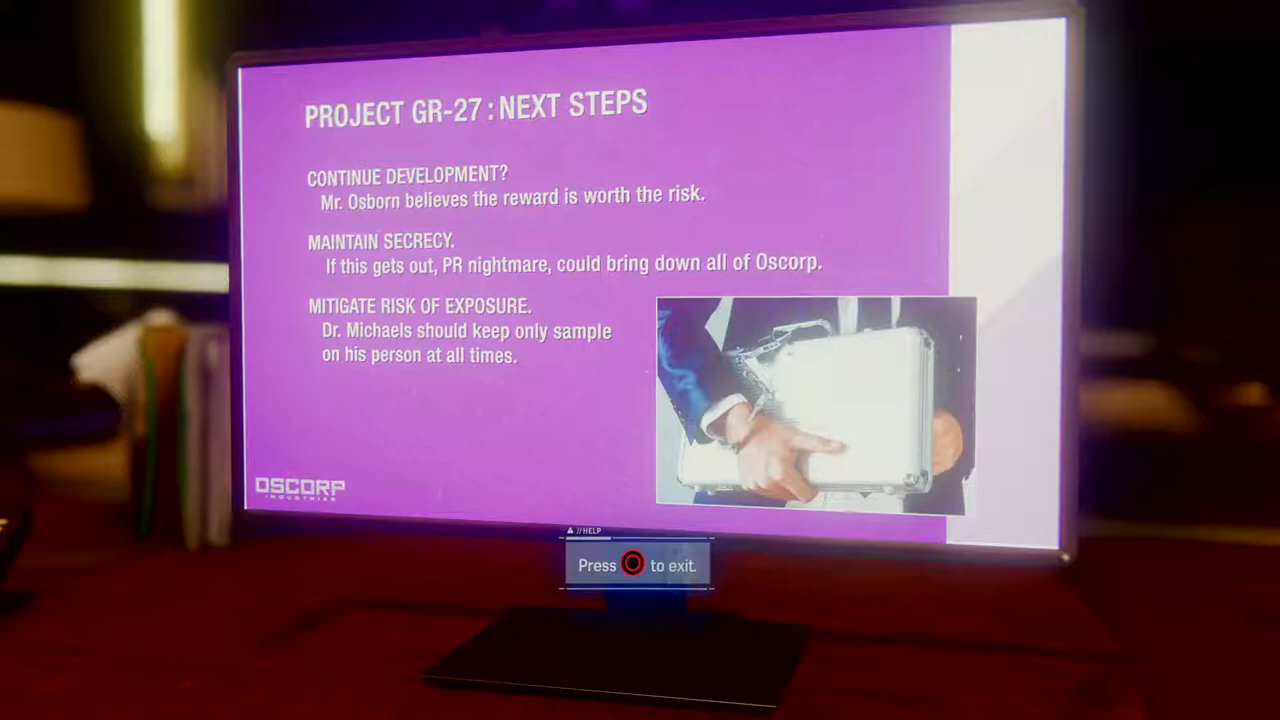 PROJECT GR-27 : NEXT STEPS
CONTINUE DEVELOPMENT?
Mr. Osborn believes the reward is worth the risk.
MAINTAIN SECRECY.
If this gets out, PR nightmare, could bring down all of Oscorp.
MITIGATE RISK OF EXPOSURE.
Dr. Michaels should keep only sample
on his person at all times.
OSCORP
INDUSTRIES
//HELP
Press to exit.